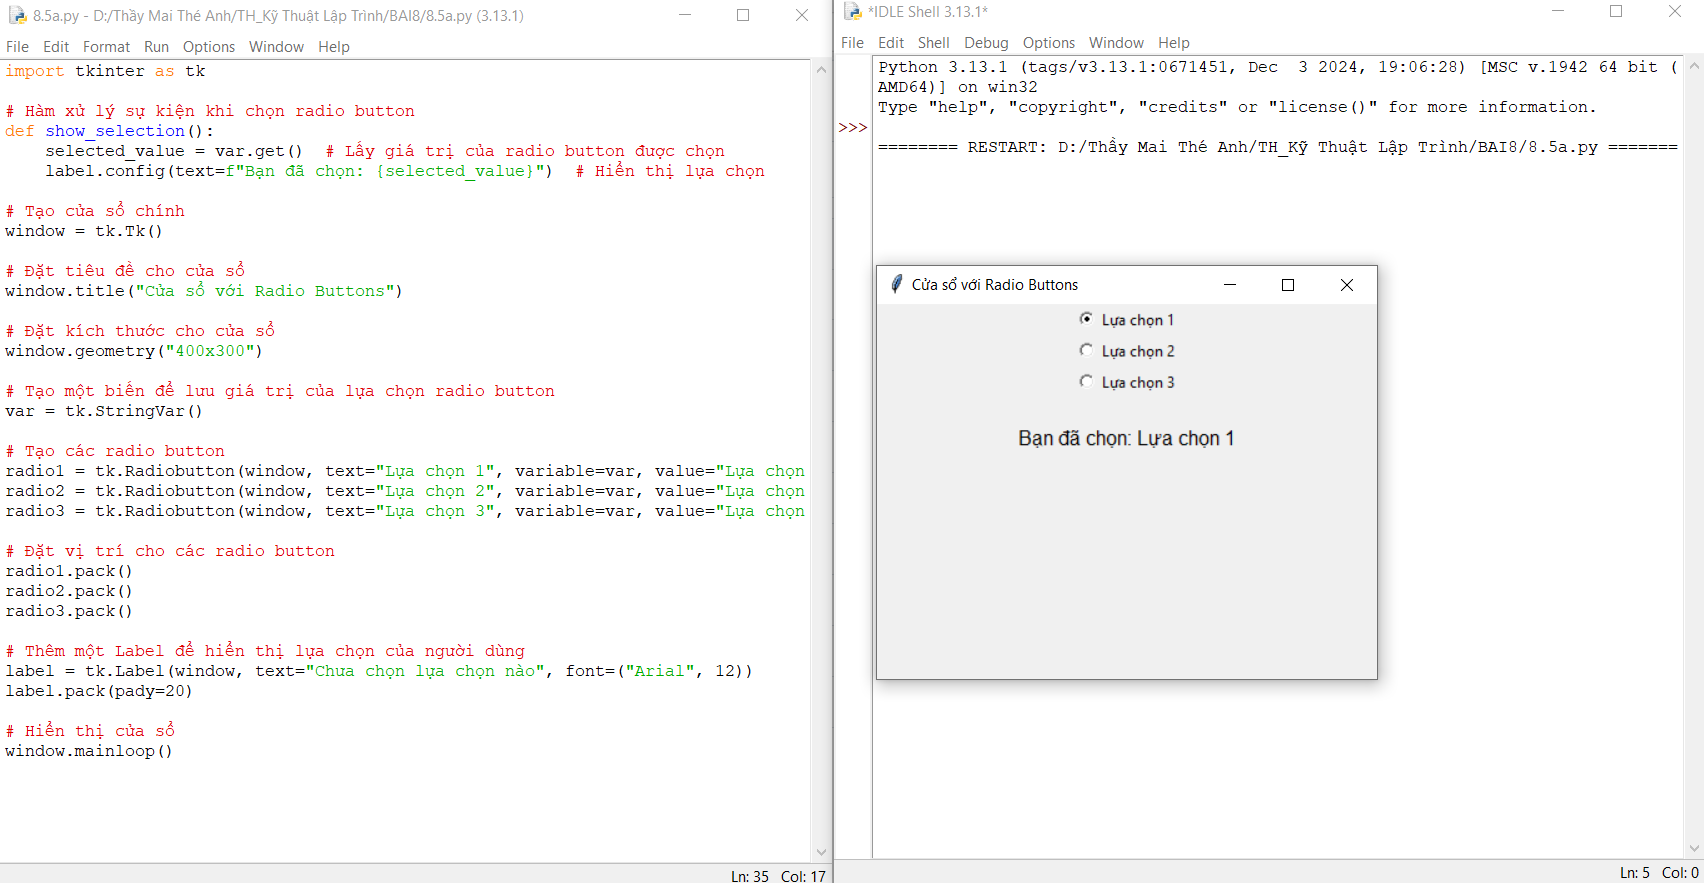 8.5a.py - D:/Thầy Mai Thé Anh/TH_Kỹ Thuật Lập Trình/BAI8/8.5a.py (3.13.1)
File Edit Format Run Options Window Help
import tkinter as tk
# Hàm xử lý sự kiện khi chọn radio button
def show_selection():
    selected_value = var.get()  # Lấy giá trị của radio button được chọn
    label.config(text=f"Bạn đã chọn: {selected_value}")  # Hiển thị lựa chọn
# Tạo cửa sổ chính
window = tk.Tk()
# Đặt tiêu đề cho cửa sổ
window.title("Cửa sổ với Radio Buttons")
# Đặt kích thước cho cửa sổ
window.geometry("400x300")
# Tạo một biến để lưu giá trị của lựa chọn radio button
var = tk.StringVar()
# Tạo các radio button
radio1 = tk.Radiobutton(window, text="Lựa chọn 1", variable=var, value="Lựa chọn
radio2 = tk.Radiobutton(window, text="Lựa chọn 2", variable=var, value="Lựa chọn
radio3 = tk.Radiobutton(window, text="Lựa chọn 3", variable=var, value="Lựa chọn
# Đặt vị trí cho các radio button
radio1.pack()
radio2.pack()
radio3.pack()
# Thêm một Label để hiển thị lựa chọn của người dùng
label = tk.Label(window, text="Chưa chọn lựa chọn nào", font=("Arial", 12))
label.pack(pady=20)
# Hiển thị cửa sổ
window.mainloop()
Ln: 35 Col: 17
*IDLE Shell 3.13.1*
File Edit Shell Debug Options Window Help
Python 3.13.1 (tags/v3.13.1:0671451, Dec  3 2024, 19:06:28) [MSC v.1942 64 bit (
AMD64)] on win32
Type "help", "copyright", "credits" or "license()" for more information.
>>>
======== RESTART: D:/Thầy Mai Thé Anh/TH_Kỹ Thuật Lập Trình/BAI8/8.5a.py =======
Cửa sổ với Radio Buttons
Lựa chọn 1
Lựa chọn 2
Lựa chọn 3
Bạn đã chọn: Lựa chọn 1
Ln: 5 Col: 0